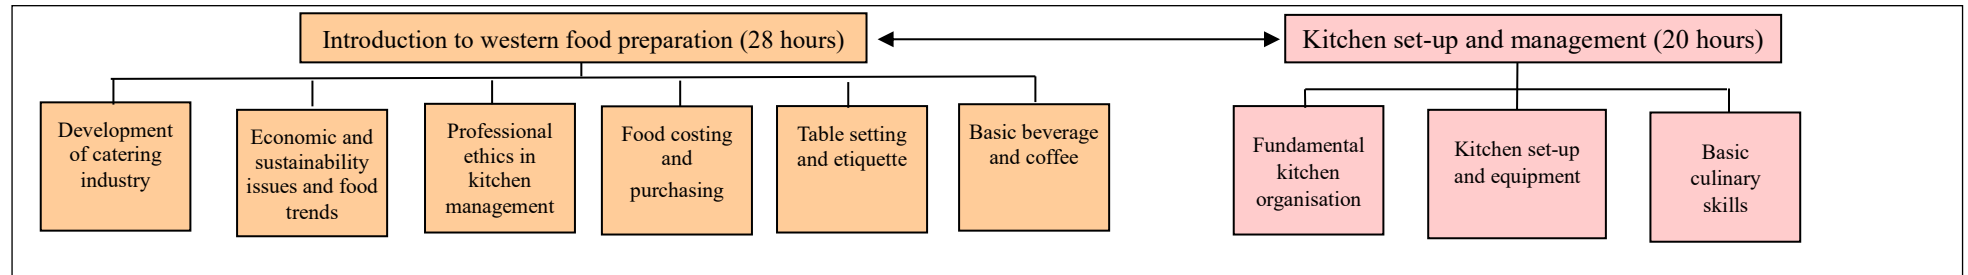 Introduction to western food preparation (28 hours)
Kitchen set-up and management (20 hours)
Development
of catering
industry
Economic and
sustainability
issues and food
trends
Professional
ethics in
kitchen
management
Food costing
and
purchasing
Table setting
and etiquette
Basic beverage
and coffee
Fundamental
kitchen
organisation
Kitchen set-up
and equipment
Basic
culinary
skills